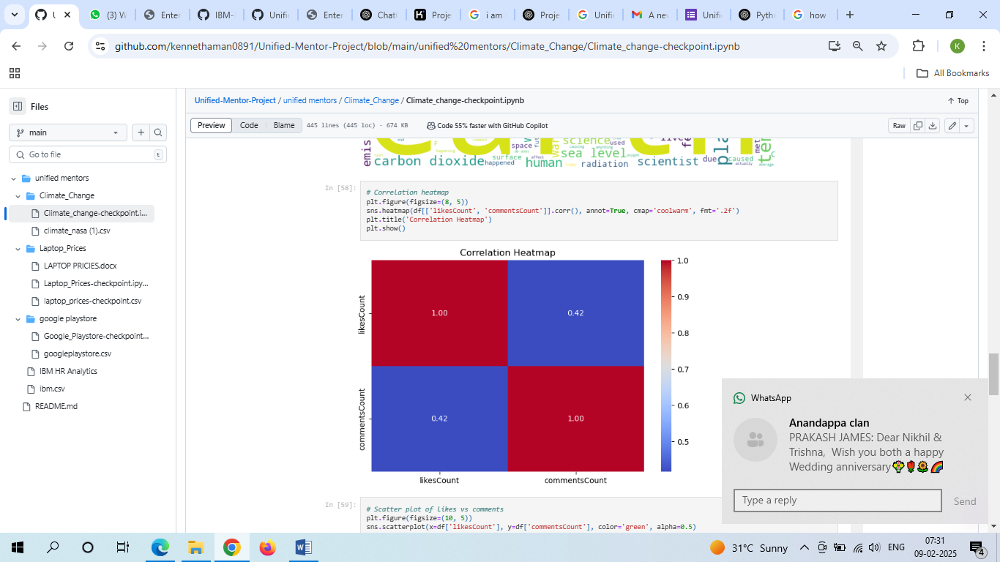 (3) W
Enter
IBM-
Unifie
Enter
Chat
Proje
i am
Proje
Unifi
A nev
Unifi
Pyth
how
github.com/kennethaman0891/Unified-Mentor-Project/blob/main/unified%20mentors/Climate_Change/Climate_change-checkpoint.ipynb
K
All Bookmarks
Files
main
Go to file
t
unified mentors
Climate_Change
Climate_change-checkpoint.i...
climate_nasa (1).csv
Laptop_Prices
LAPTOP PRICIES.docx
Laptop_Prices-checkpoint.ipy...
laptop_prices-checkpoint.csv
google playstore
Google_Playstore-checkpoint...
googleplaystore.csv
IBM HR Analytics
ibm.csv
README.md
Unified-Mentor-Project / unified mentors / Climate_Change / Climate_change-checkpoint.ipynb
Top
Preview Code Blame 445 lines (445 loc) · 674 KB Code 55% faster with GitHub Copilot
Raw
emis
carbon dioxide
surface
happened
space
affect
human
war
science
causing
anything
used
sea level
radiation
scientist
due
caused
actually
average
In [58]:
# Correlation heatmap
plt.figure(figsize=(8, 5))
sns.heatmap(df[['likesCount', 'commentsCount']].corr(), annot=True, cmap='coolwarm', fmt='.2f')
plt.title('Correlation Heatmap')
plt.show()
Correlation Heatmap
likesCount
commentsCount
1.00
0.42
0.42
1.00
likesCount
commentsCount
1.0
0.9
0.8
0.7
0.6
0.5
In [59]:
# Scatter plot of likes vs comments
plt.figure(figsize=(10, 5))
sns.scatterplot(x=df['likesCount'], y=df['commentsCount'], color='green', alpha=0.5)
WhatsApp
Anandappa clan
PRAKASH JAMES: Dear Nikhil &
Trishna, Wish you both a happy
Wedding anniversary💐🌹🌻🌈
Type a reply
Send
31°C Sunny
ENG
07:31
09-02-2025
4